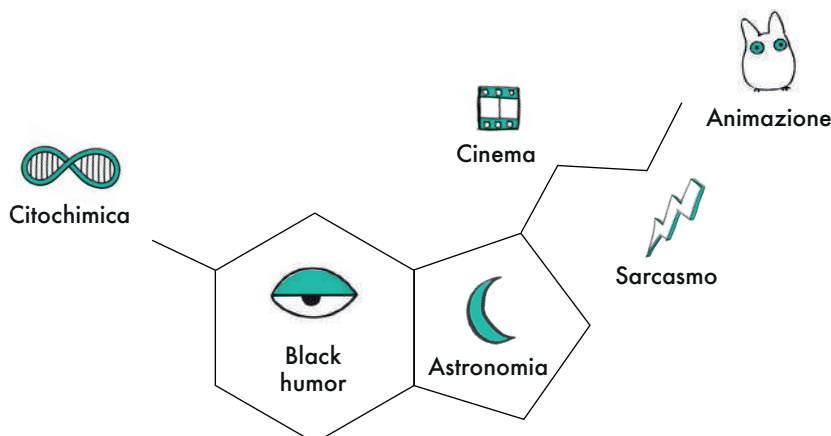 Animazione
Cinema
Citochimica
Sarcasmo
Black
humor
Astronomia